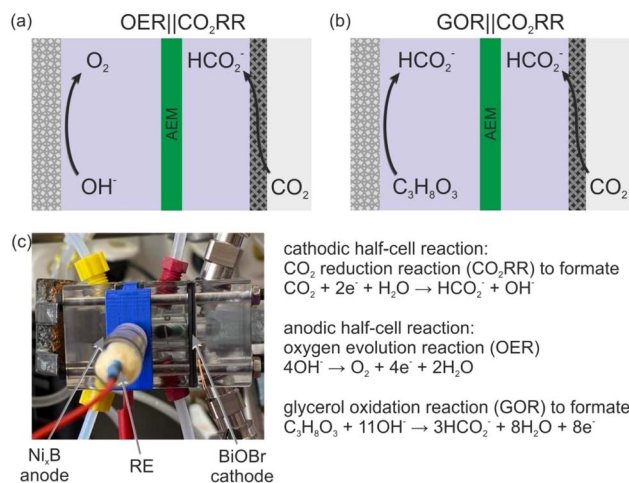 (a)
OER||CO₂RR
O₂
HCO₂⁻
AEM
OH⁻
CO₂
(b)
GOR||CO₂RR
HCO₂⁻
HCO₂⁻
AEM
C₃H₈O₃
CO₂
(c)
NiₓB
anode
RE
BiOBr
cathode
cathodic half-cell reaction:
CO₂ reduction reaction (CO₂RR) to formate
CO₂ + 2e⁻ + H₂O → HCO₂⁻ + OH⁻
anodic half-cell reaction:
oxygen evolution reaction (OER)
4OH⁻ → O₂ + 4e⁻ + 2H₂O
glycerol oxidation reaction (GOR) to formate
C₃H₈O₃ + 11OH⁻ → 3HCO₂⁻ + 8H₂O + 8e⁻